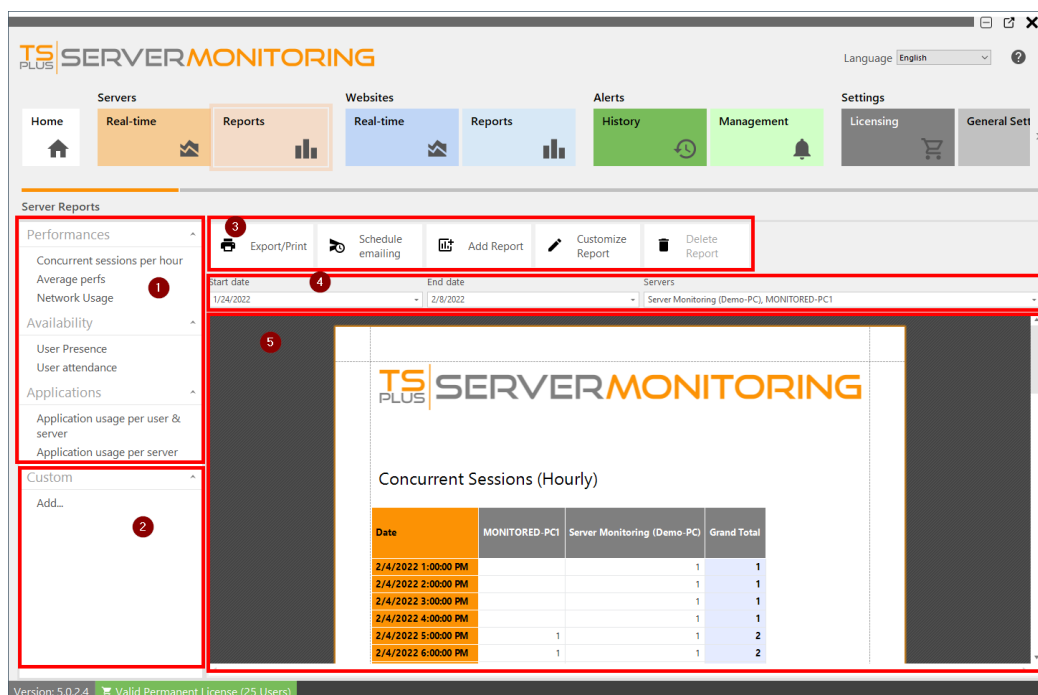 TS PLUS SERVERMONITORING
Language English
Servers Websites Alerts Settings
Home Real-time Reports Real-time Reports History Management Licensing General Sett
Server Reports
Performances
Concurrent sessions per hour
Average perfs
Network Usage
1
Availability
User Presence
User attendance
Applications
Application usage per user &
server
Application usage per server
Custom
Add...
2
3
Export/Print
Schedule
emailing
Add Report
Customize
Report
Delete
Report
4
Start date End date Servers
1/24/2022 2/8/2022 Server Monitoring (Demo-PC), MONITORED-PC1
5
TS PLUS SERVERMONITORING
Concurrent Sessions (Hourly)
Date MONITORED-PC1 Server Monitoring (Demo-PC) Grand Total
2/4/2022 1:00:00 PM 1 1
2/4/2022 2:00:00 PM 1 1
2/4/2022 3:00:00 PM 1 1
2/4/2022 4:00:00 PM 1 1
2/4/2022 5:00:00 PM 1 1 2
2/4/2022 6:00:00 PM 1 1 2
Version: 5.0.2.4 Valid Permanent License (25 Users)